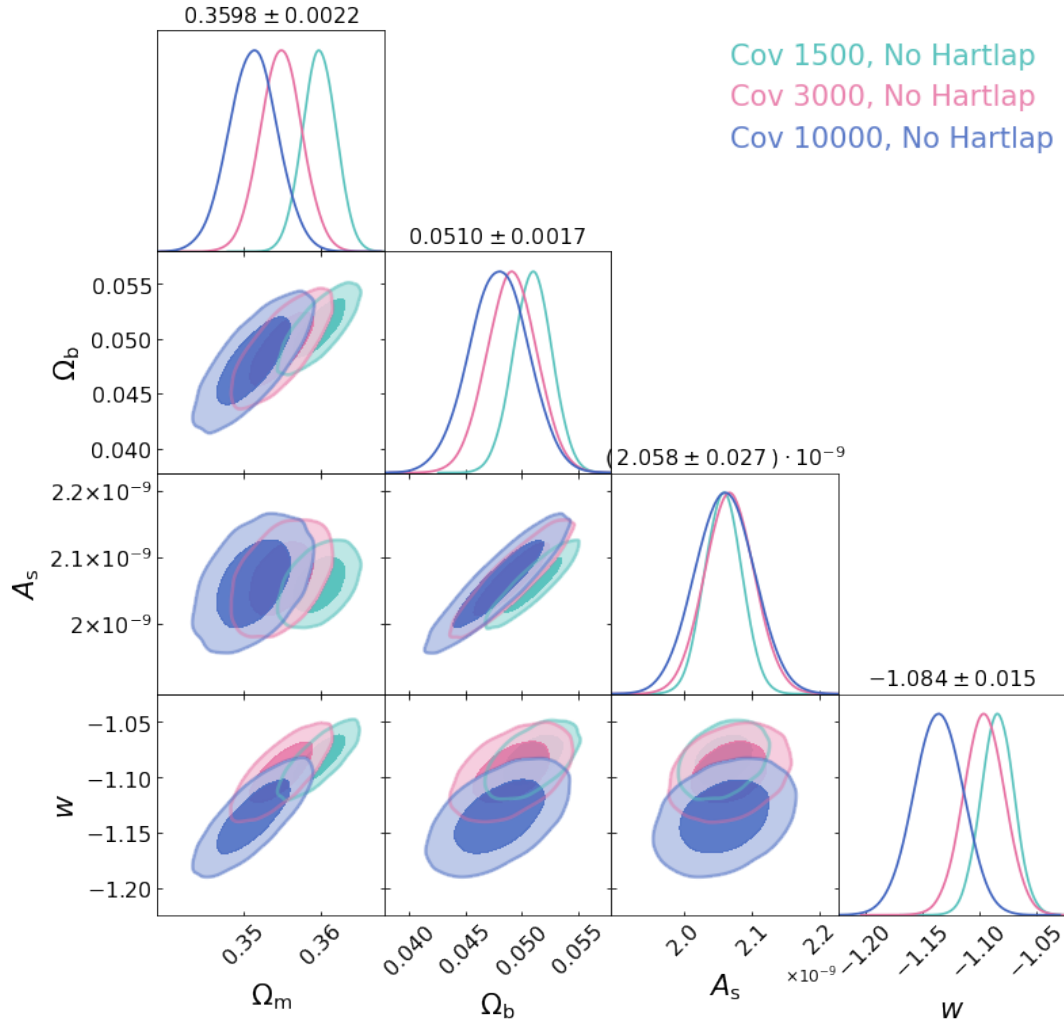 0.3598 ± 0.0022
Cov 1500, No Hartlap
Cov 3000, No Hartlap
Cov 10000, No Hartlap
0.0510 ± 0.0017
0.055
0.050
0.045
0.040
Ωb
(2.058 ± 0.027) · 10⁻⁹
2.2×10⁻⁹
2.1×10⁻⁹
2×10⁻⁹
As
−1.084 ± 0.015
−1.05
−1.10
−1.15
−1.20
w
0.35 0.36
0.040 0.045 0.050 0.055
2.0 2.1 2.2
×10⁻⁹
−1.20 −1.15 −1.10 −1.05
Ωm
Ωb
As
w